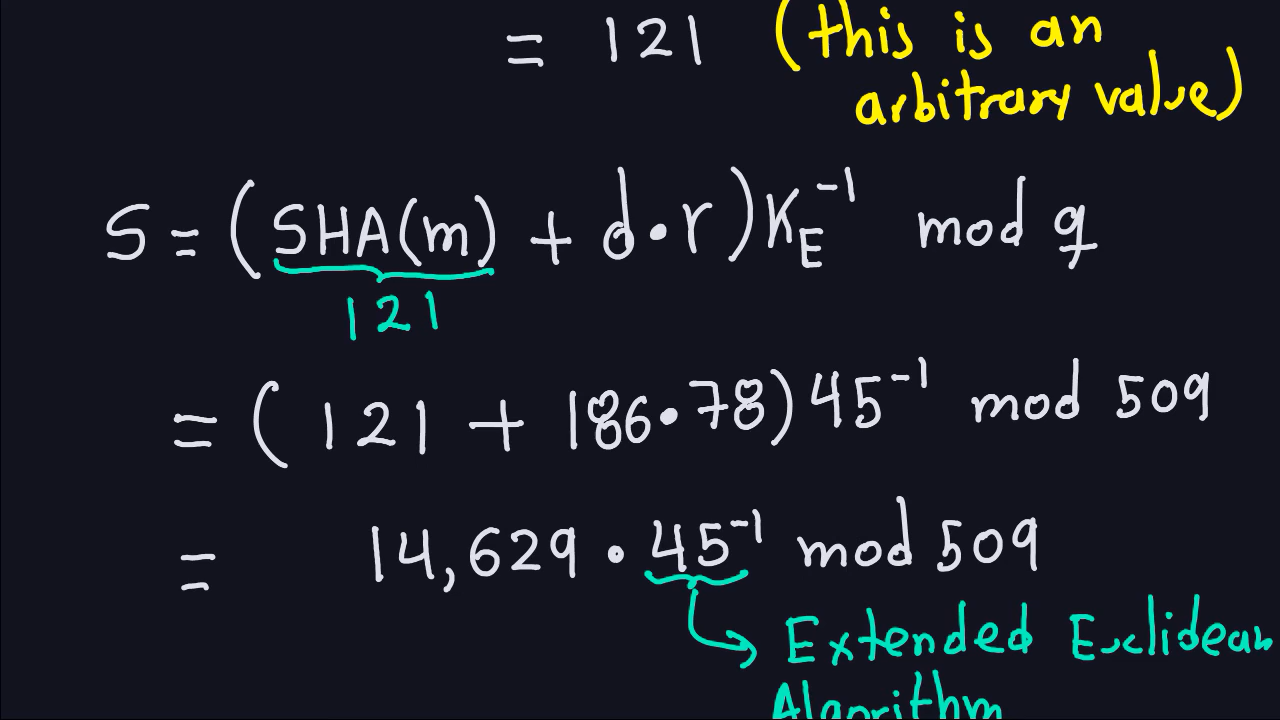 = 121 (this is an
arbitrary value)
S = (SHA(m) + d•r)K_E^-1 mod q
121
= (121 + 186•78)45^-1 mod 509
= 14,629 • 45^-1 mod 509
Extended Euclidean
Algorithm